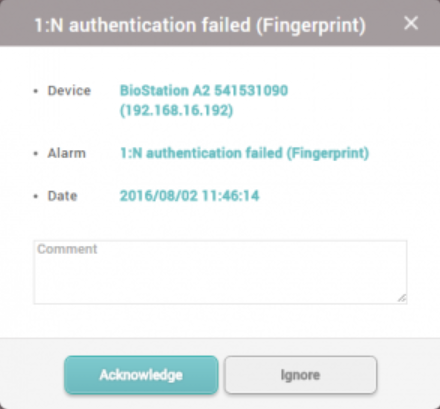 1:N authentication failed (Fingerprint)
• Device BioStation A2 541531090
(192.168.16.192)
• Alarm 1:N authentication failed (Fingerprint)
• Date 2016/08/02 11:46:14
Comment
Acknowledge Ignore